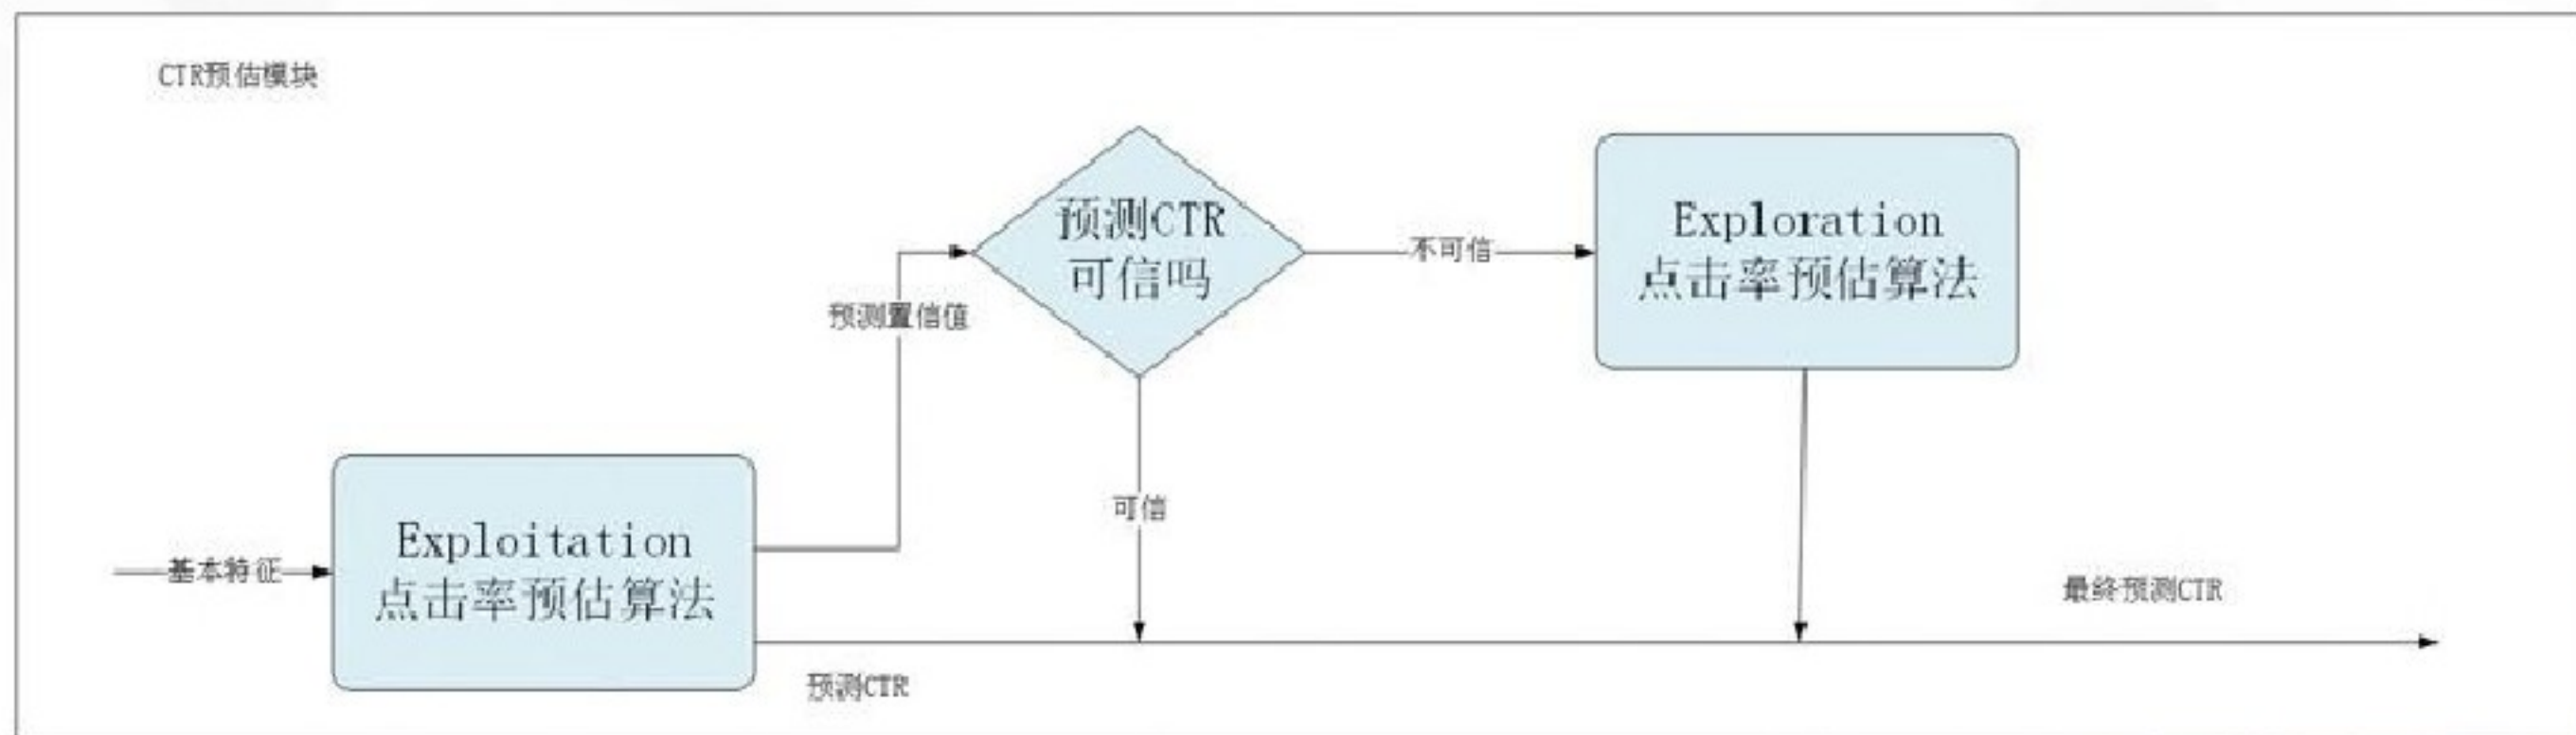 CTR预估模块
预测CTR
可信吗
不可信
Exploration
点击率预估算法
预测置信值
可信
Exploitation
点击率预估算法
基本特征
最终预测CTR
预测CTR